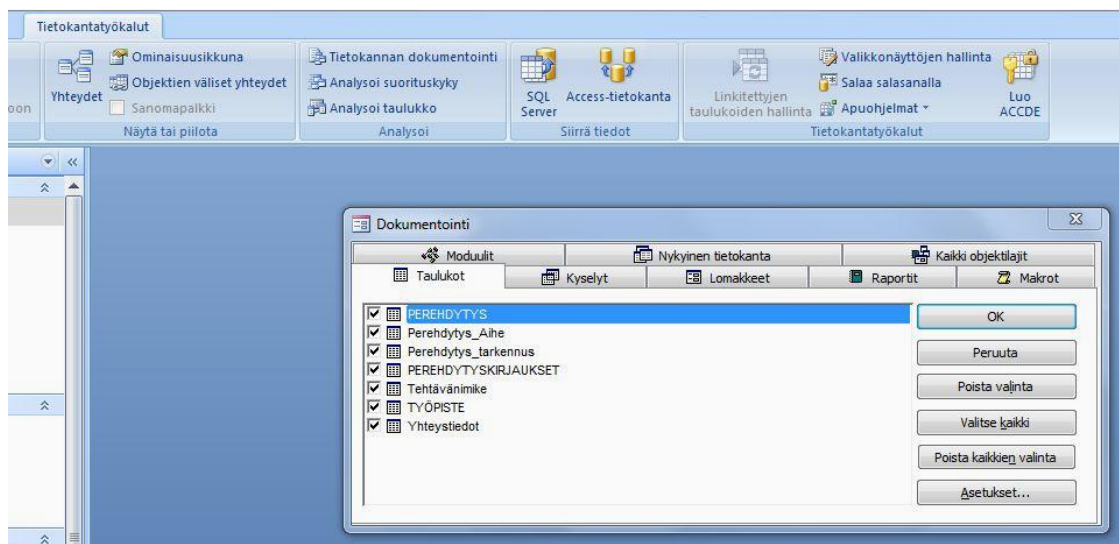 Tietokantatyökalut
oon
Yhteydet
Ominaisuusikkuna
Objektien väliset yhteydet
Sanomapalkki
Näytä tai piilota
Tietokannan dokumentointi
Analysoi suorituskyky
Analysoi taulukko
Analysoi
SQL
Server
Access-tietokanta
Siirrä tiedot
Linkitettyjen
taulukoiden hallinta
Valikkonäyttöjen hallinta
Salaa salasanalla
Apuohjelmat
Luo
ACCDE
Tietokantatyökalut
Dokumentointi
Moduulit
Nykyinen tietokanta
Kaikki objektilajit
Taulukot
Kyselyt
Lomakkeet
Raportit
Makrot
PEREHDYTYS
Perehdytys_Aihe
Perehdytys_tarkennus
PEREHDYTYSKIRJAUKSET
Tehtävänimike
TYÖPISTE
Yhteystiedot
OK
Peruuta
Poista valinta
Valitse kaikki
Poista kaikkien valinta
Asetukset...